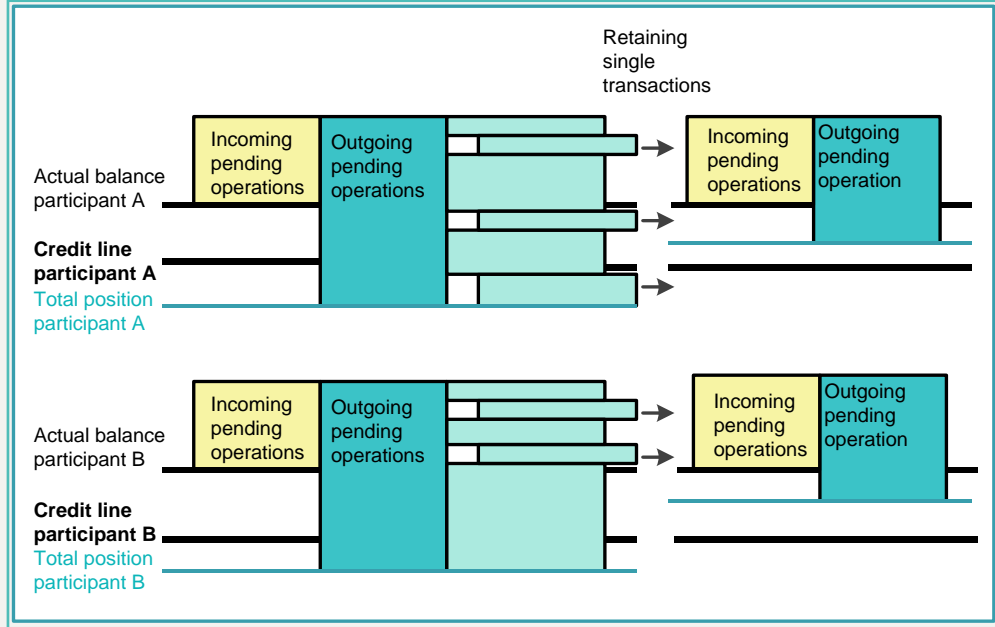 Retaining
single
transactions
Incoming
pending
operations
Outgoing
pending
operations
Incoming
pending
operations
Outgoing
pending
operation
Actual balance
participant A
Credit line
participant A
Total position
participant A
Incoming
pending
operations
Outgoing
pending
operations
Incoming
pending
operations
Outgoing
pending
operation
Actual balance
participant B
Credit line
participant B
Total position
participant B